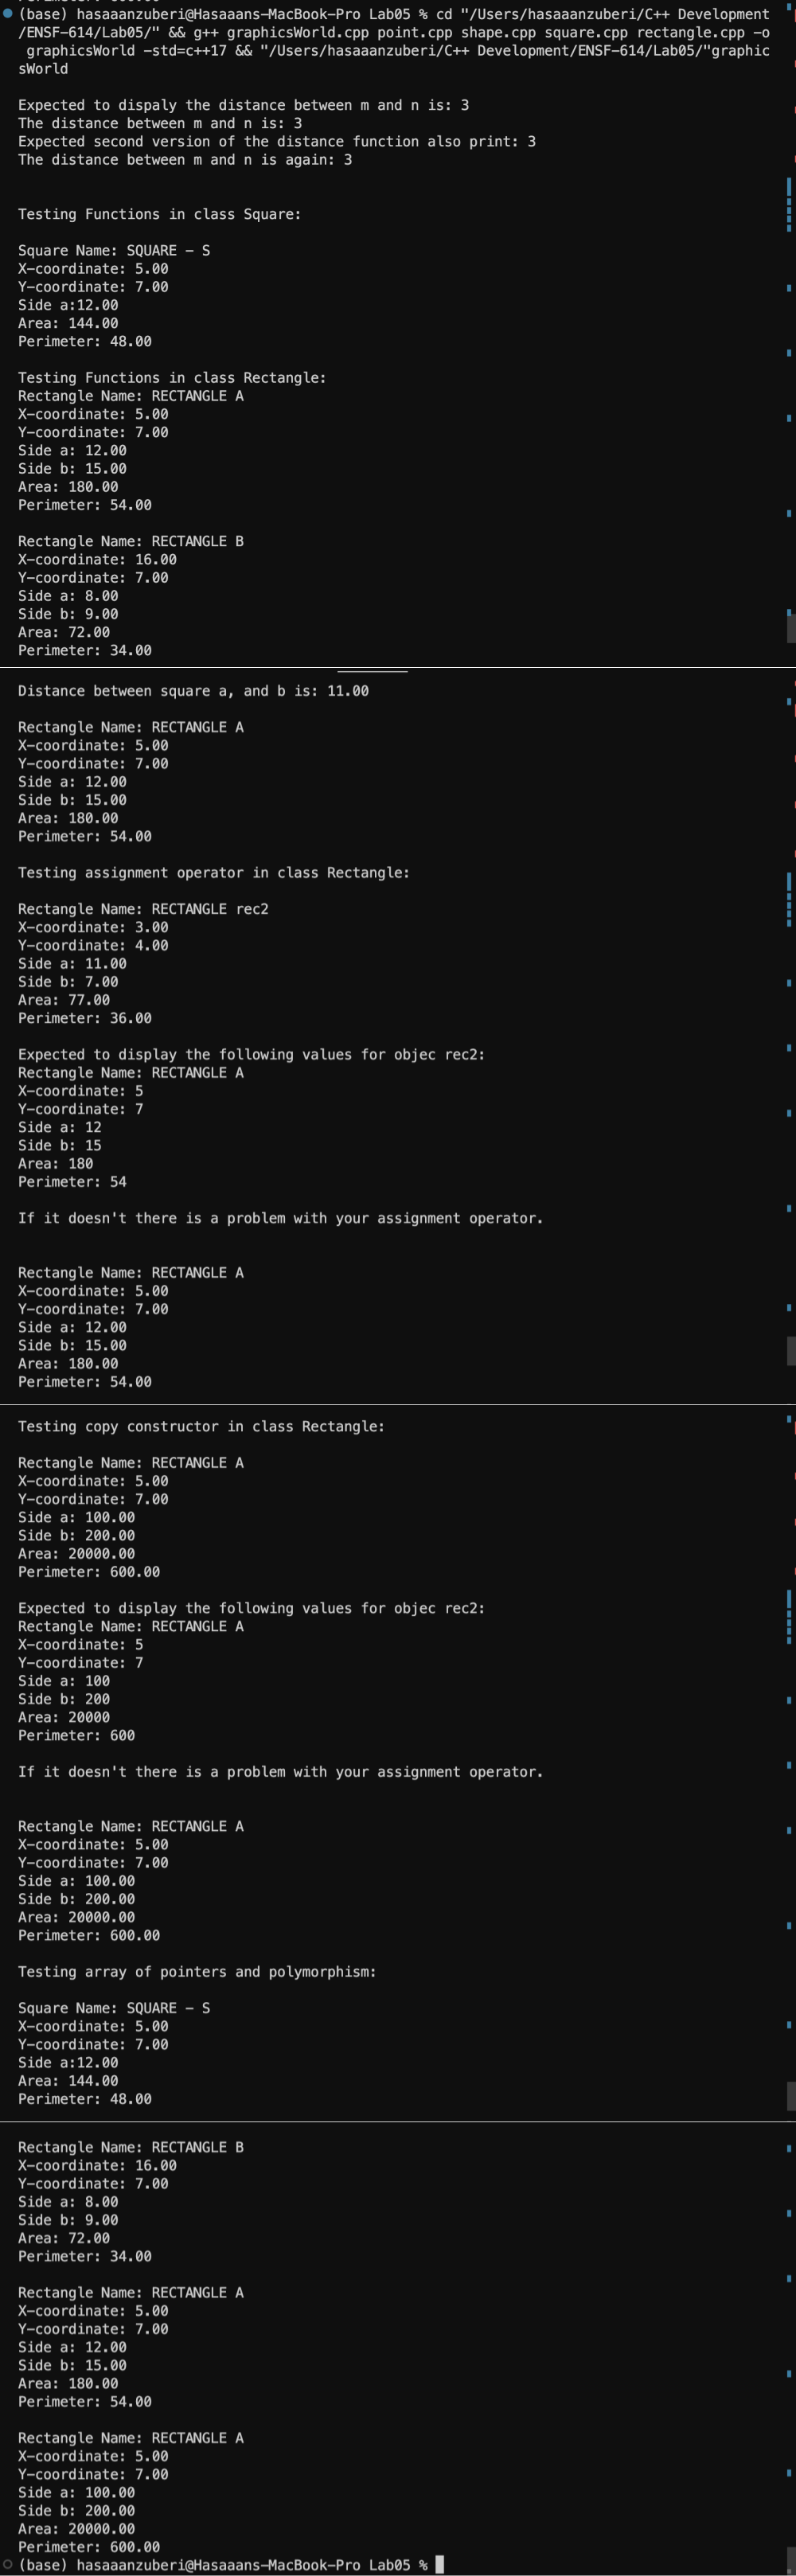 (base) hasaaanzuberi@Hasaaans-MacBook-Pro Lab05 % cd "/Users/hasaaanzuberi/C++ Development
/ENSF-614/Lab05/" && g++ graphicsWorld.cpp point.cpp shape.cpp square.cpp rectangle.cpp -o
graphicsWorld -std=c++17 && "/Users/hasaaanzuberi/C++ Development/ENSF-614/Lab05/"graphic
sWorld
Expected to dispaly the distance between m and n is: 3
The distance between m and n is: 3
Expected second version of the distance function also print: 3
The distance between m and n is again: 3
Testing Functions in class Square:
Square Name: SQUARE - S
X-coordinate: 5.00
Y-coordinate: 7.00
Side a:12.00
Area: 144.00
Perimeter: 48.00
Testing Functions in class Rectangle:
Rectangle Name: RECTANGLE A
X-coordinate: 5.00
Y-coordinate: 7.00
Side a: 12.00
Side b: 15.00
Area: 180.00
Perimeter: 54.00
Rectangle Name: RECTANGLE B
X-coordinate: 16.00
Y-coordinate: 7.00
Side a: 8.00
Side b: 9.00
Area: 72.00
Perimeter: 34.00
Distance between square a, and b is: 11.00
Rectangle Name: RECTANGLE A
X-coordinate: 5.00
Y-coordinate: 7.00
Side a: 12.00
Side b: 15.00
Area: 180.00
Perimeter: 54.00
Testing assignment operator in class Rectangle:
Rectangle Name: RECTANGLE rec2
X-coordinate: 3.00
Y-coordinate: 4.00
Side a: 11.00
Side b: 7.00
Area: 77.00
Perimeter: 36.00
Expected to display the following values for objec rec2:
Rectangle Name: RECTANGLE A
X-coordinate: 5
Y-coordinate: 7
Side a: 12
Side b: 15
Area: 180
Perimeter: 54
If it doesn't there is a problem with your assignment operator.
Rectangle Name: RECTANGLE A
X-coordinate: 5.00
Y-coordinate: 7.00
Side a: 12.00
Side b: 15.00
Area: 180.00
Perimeter: 54.00
Testing copy constructor in class Rectangle:
Rectangle Name: RECTANGLE A
X-coordinate: 5.00
Y-coordinate: 7.00
Side a: 100.00
Side b: 200.00
Area: 20000.00
Perimeter: 600.00
Expected to display the following values for objec rec2:
Rectangle Name: RECTANGLE A
X-coordinate: 5
Y-coordinate: 7
Side a: 100
Side b: 200
Area: 20000
Perimeter: 600
If it doesn't there is a problem with your assignment operator.
Rectangle Name: RECTANGLE A
X-coordinate: 5.00
Y-coordinate: 7.00
Side a: 100.00
Side b: 200.00
Area: 20000.00
Perimeter: 600.00
Testing array of pointers and polymorphism:
Square Name: SQUARE - S
X-coordinate: 5.00
Y-coordinate: 7.00
Side a:12.00
Area: 144.00
Perimeter: 48.00
Rectangle Name: RECTANGLE B
X-coordinate: 16.00
Y-coordinate: 7.00
Side a: 8.00
Side b: 9.00
Area: 72.00
Perimeter: 34.00
Rectangle Name: RECTANGLE A
X-coordinate: 5.00
Y-coordinate: 7.00
Side a: 12.00
Side b: 15.00
Area: 180.00
Perimeter: 54.00
Rectangle Name: RECTANGLE A
X-coordinate: 5.00
Y-coordinate: 7.00
Side a: 100.00
Side b: 200.00
Area: 20000.00
Perimeter: 600.00
(base) hasaaanzuberi@Hasaaans-MacBook-Pro Lab05 %